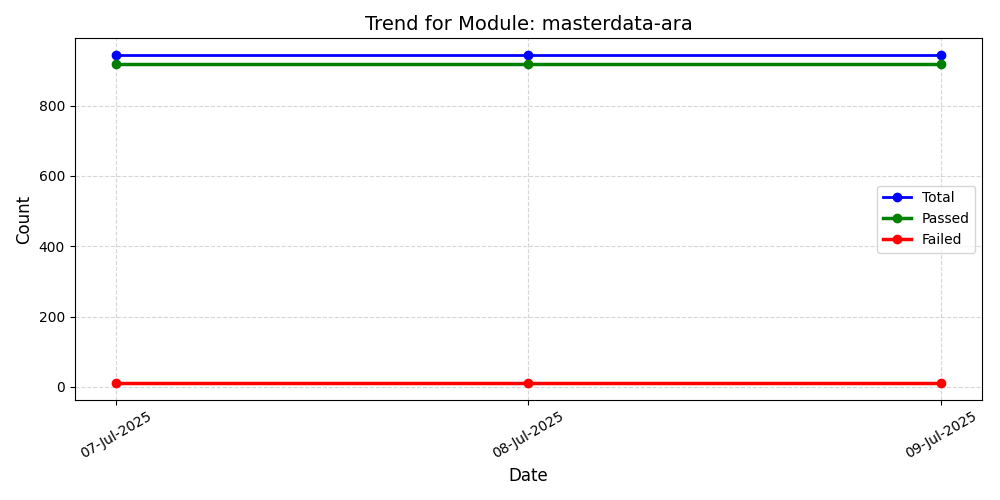 Trend for Module: masterdata-ara
Count
800
600
400
200
0
Total
Passed
Failed
07-Jul-2025
08-Jul-2025
09-Jul-2025
Date